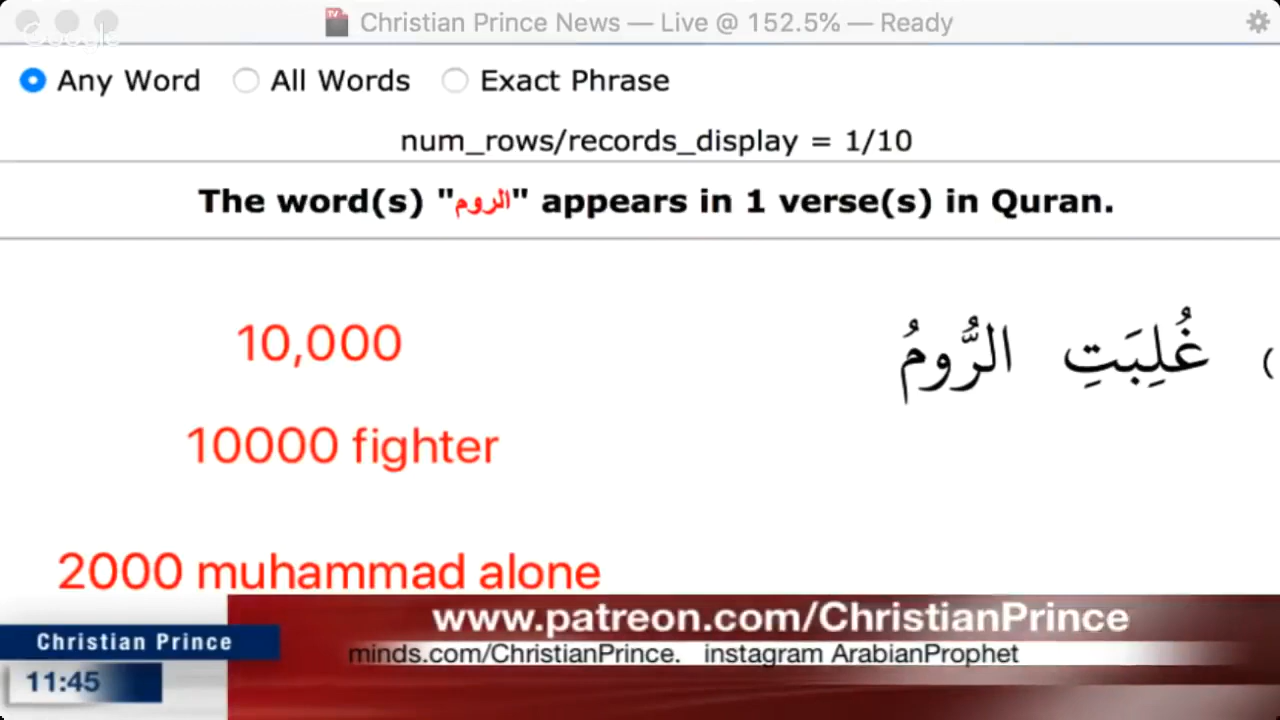 Christian Prince News — Live @ 152.5% — Ready
Google
Any Word All Words Exact Phrase
num_rows/records_display = 1/10
The word(s) "الروم" appears in 1 verse(s) in Quran.
10,000
) غُلِبَتِ الرُّومُ
10000 fighter
2000 muhammad alone
www.patreon.com/ChristianPrince
Christian Prince
minds.com/ChristianPrince. instagram ArabianProphet
11:45